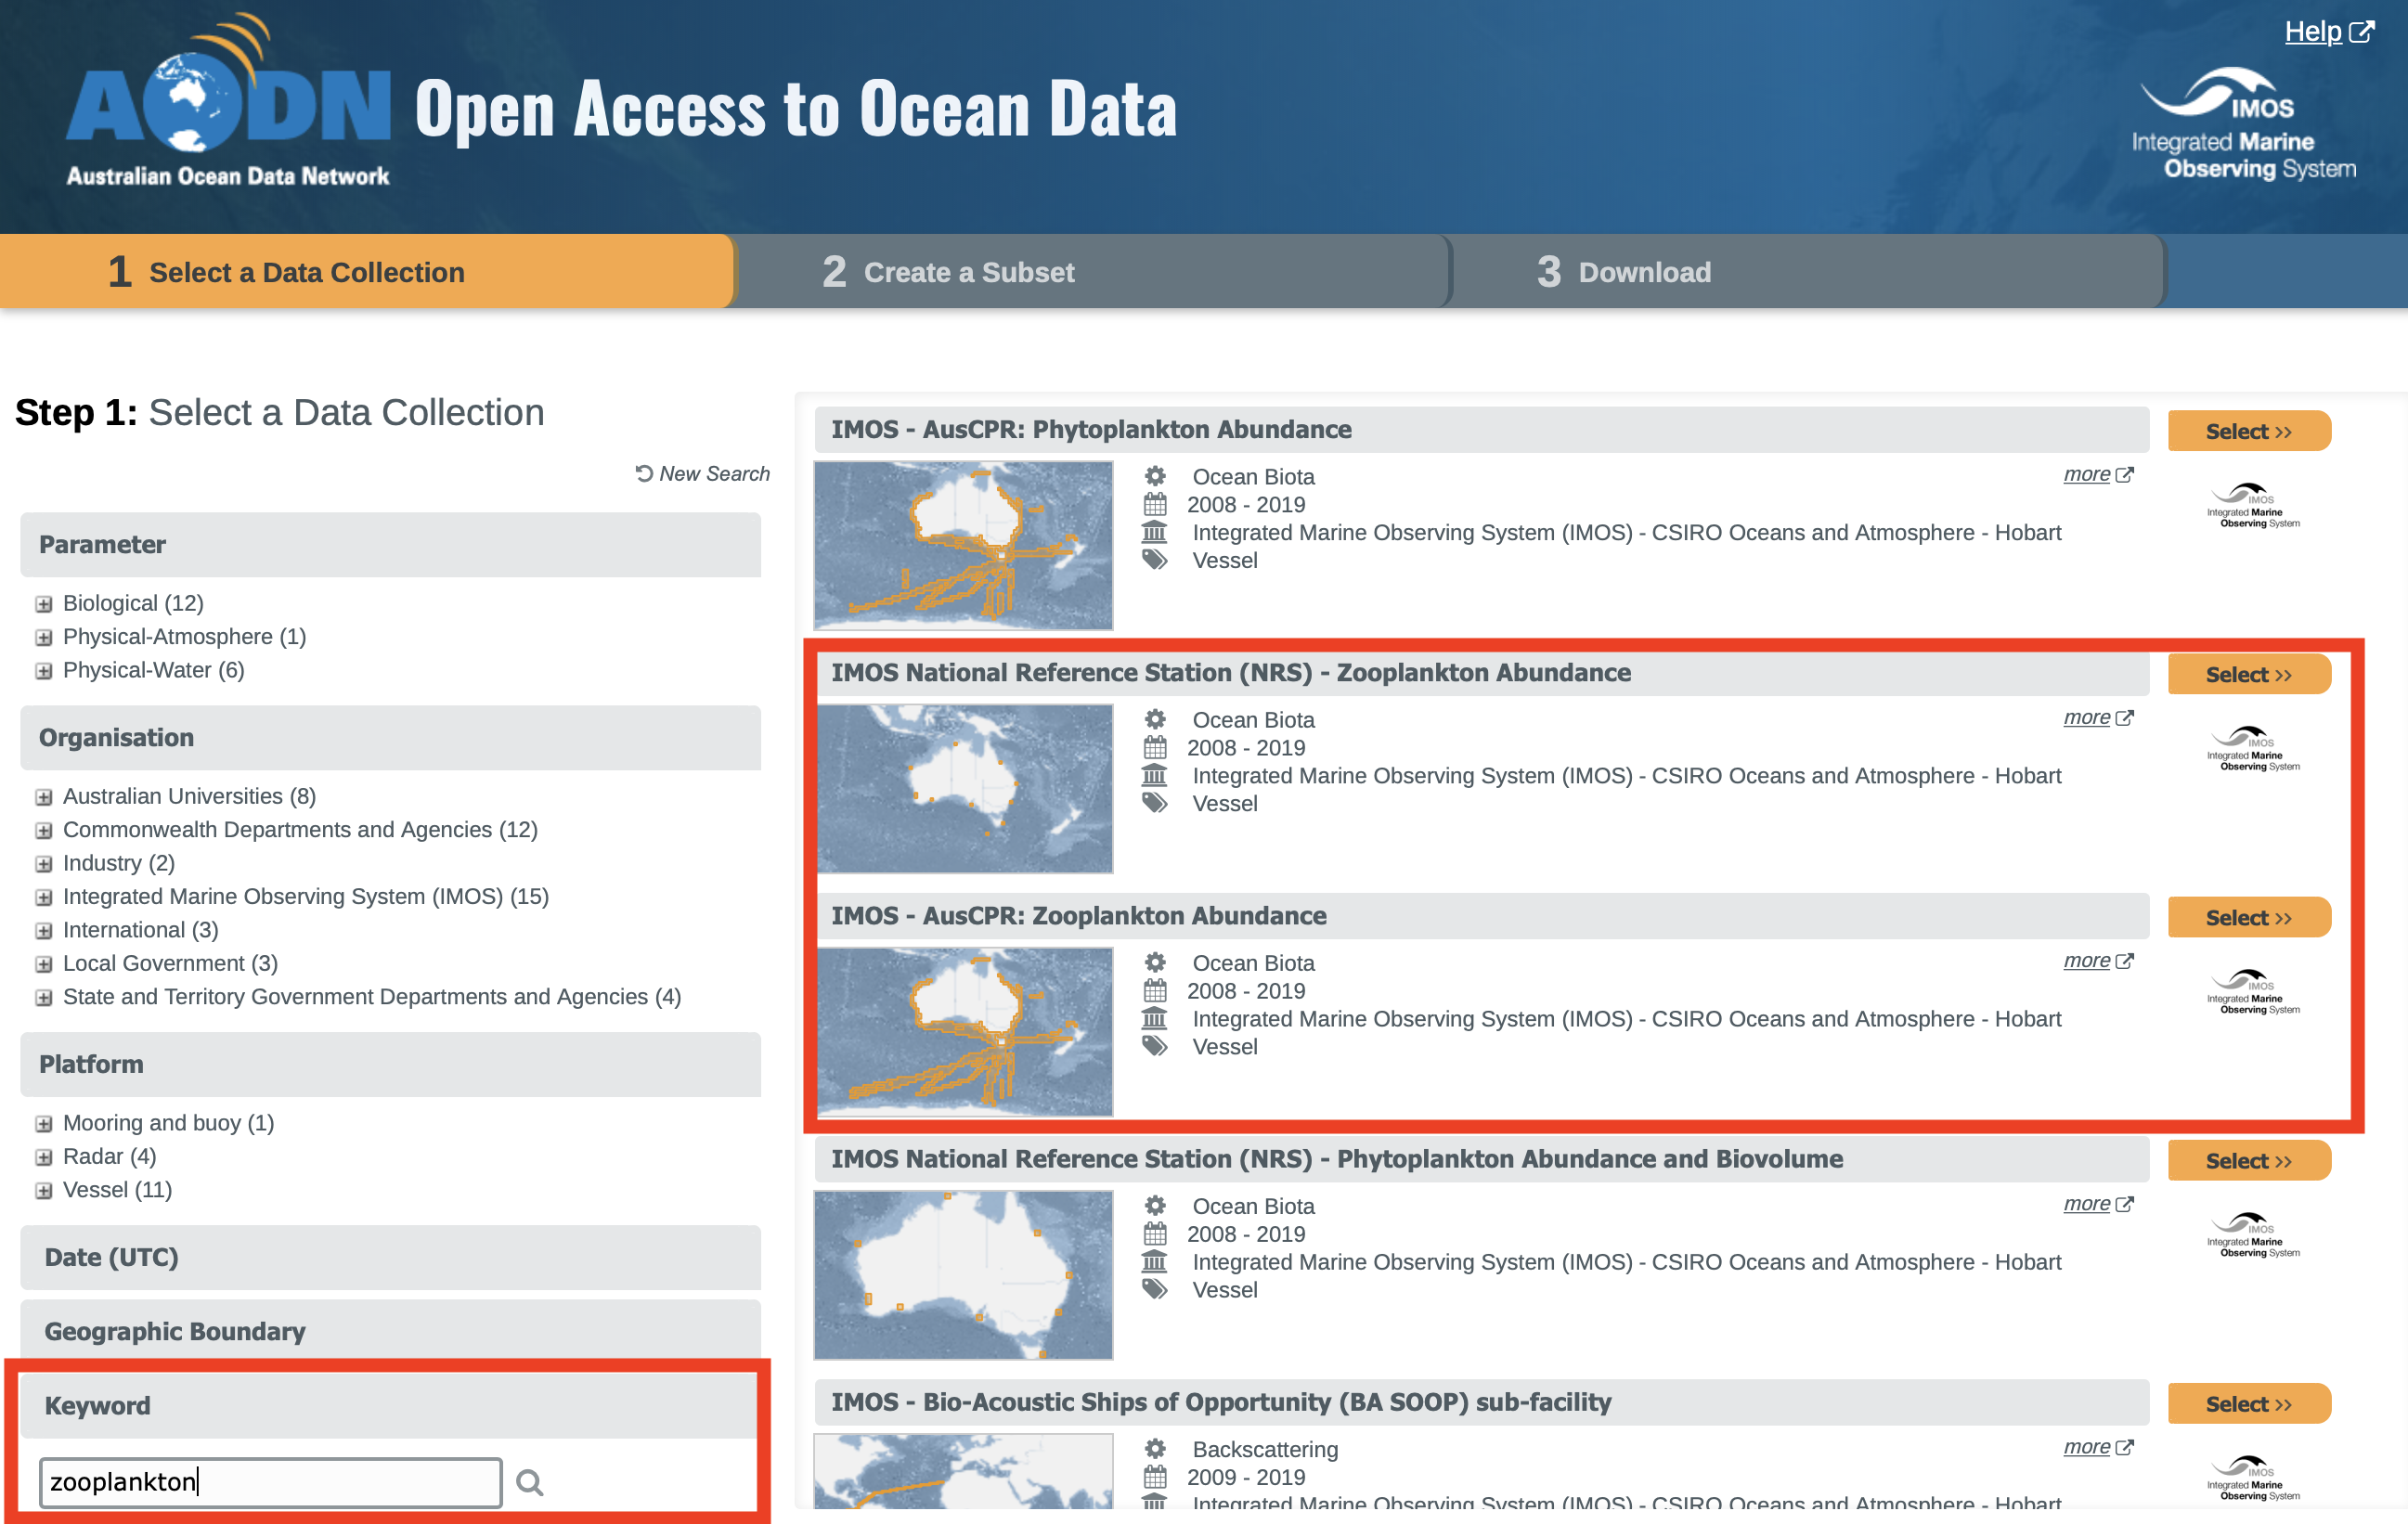 Help
AODN
Australian Ocean Data Network
Open Access to Ocean Data
IMOS
Integrated Marine
Observing System
1 Select a Data Collection
2 Create a Subset
3 Download
Step 1: Select a Data Collection
New Search
Parameter
Biological (12)
Physical-Atmosphere (1)
Physical-Water (6)
Organisation
Australian Universities (8)
Commonwealth Departments and Agencies (12)
Industry (2)
Integrated Marine Observing System (IMOS) (15)
International (3)
Local Government (3)
State and Territory Government Departments and Agencies (4)
Platform
Mooring and buoy (1)
Radar (4)
Vessel (11)
Date (UTC)
Geographic Boundary
Keyword
zooplankton
IMOS - AusCPR: Phytoplankton Abundance
Select >>
Ocean Biota
more
2008 - 2019
Integrated Marine Observing System (IMOS) - CSIRO Oceans and Atmosphere - Hobart
Vessel
IMOS
Integrated Marine
Observing System
IMOS National Reference Station (NRS) - Zooplankton Abundance
Select >>
Ocean Biota
more
2008 - 2019
Integrated Marine Observing System (IMOS) - CSIRO Oceans and Atmosphere - Hobart
Vessel
IMOS
Integrated Marine
Observing System
IMOS - AusCPR: Zooplankton Abundance
Select >>
Ocean Biota
more
2008 - 2019
Integrated Marine Observing System (IMOS) - CSIRO Oceans and Atmosphere - Hobart
Vessel
IMOS
Integrated Marine
Observing System
IMOS National Reference Station (NRS) - Phytoplankton Abundance and Biovolume
Select >>
Ocean Biota
more
2008 - 2019
Integrated Marine Observing System (IMOS) - CSIRO Oceans and Atmosphere - Hobart
Vessel
IMOS
Integrated Marine
Observing System
IMOS - Bio-Acoustic Ships of Opportunity (BA SOOP) sub-facility
Select >>
Backscattering
more
2009 - 2019
Integrated Marine Observing System (IMOS) - CSIRO Oceans and Atmosphere - Hobart
IMOS
Integrated Marine
Observing System